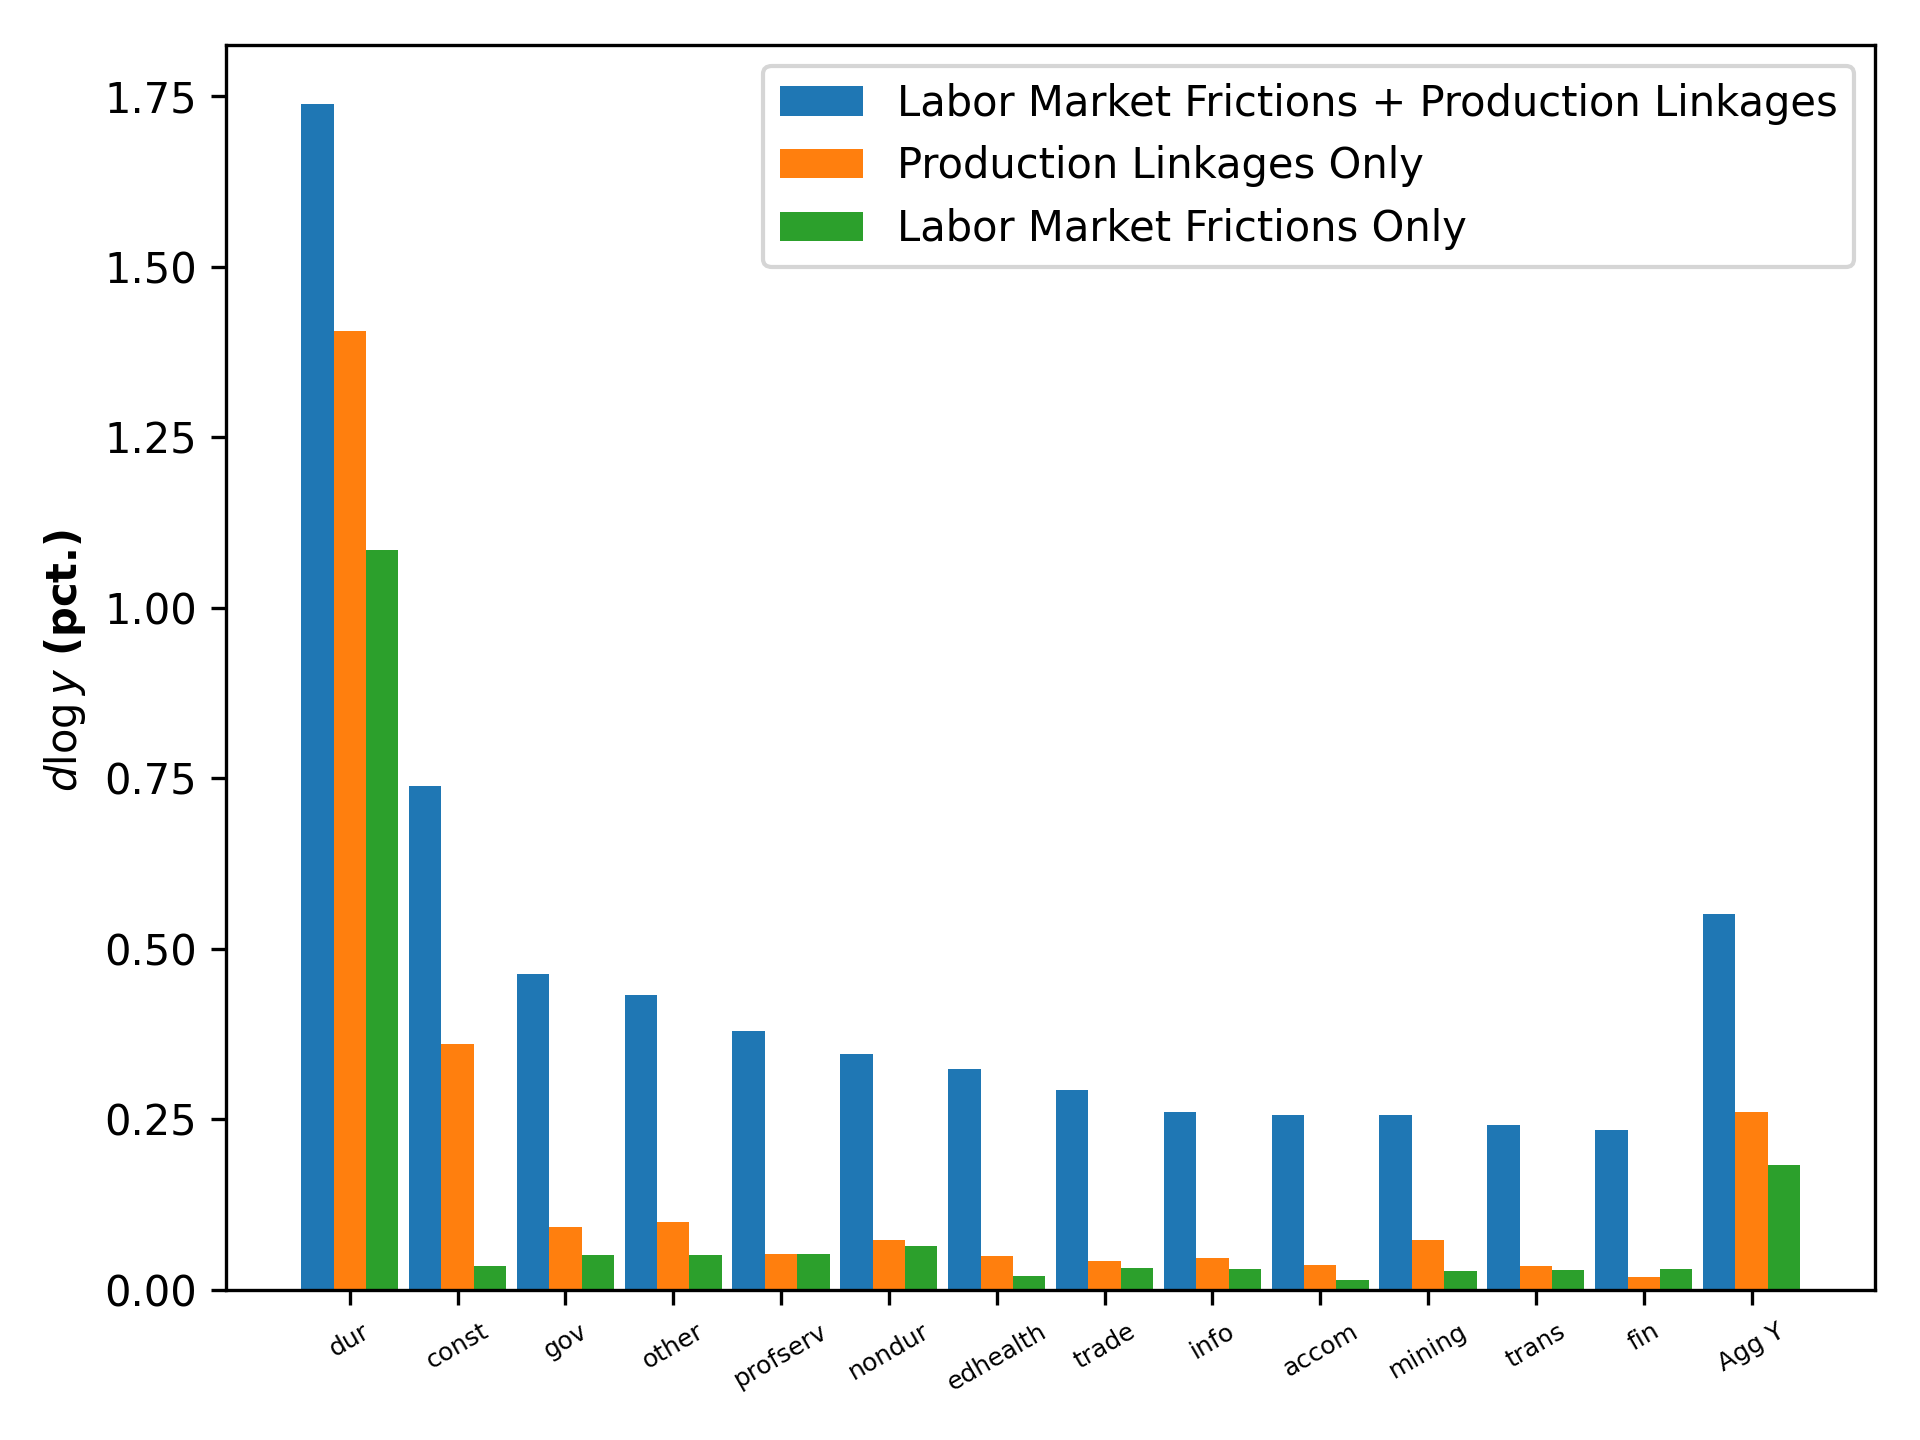 Labor Market Frictions + Production Linkages
Production Linkages Only
Labor Market Frictions Only
1.75
1.50
1.25
1.00
0.75
0.50
0.25
0.00
dlog y (pct.)
dur const gov other profserv nondur edhealth trade info accom mining trans fin Agg Y